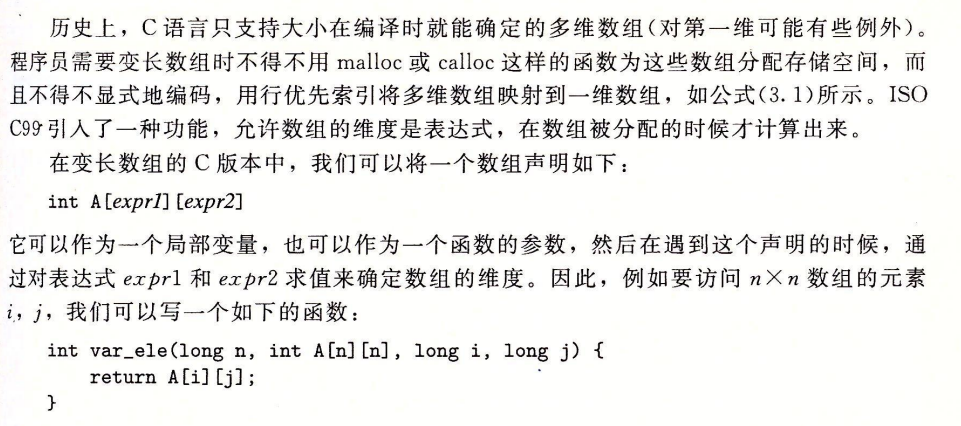 历史上，C 语言只支持大小在编译时就能确定的多维数组(对第一维可能有些例外)。
程序员需要变长数组时不得不用 malloc 或 calloc 这样的函数为这些数组分配存储空间，而
且不得不显式地编码，用行优先索引将多维数组映射到一维数组，如公式(3.1)所示。ISO
C99 引入了一种功能，允许数组的维度是表达式，在数组被分配的时候才计算出来。
在变长数组的 C 版本中，我们可以将一个数组声明如下：
int A[expr1][expr2]
它可以作为一个局部变量，也可以作为一个函数的参数，然后在遇到这个声明的时候，通
过对表达式 expr1 和 expr2 求值来确定数组的维度。因此，例如要访问 n×n 数组的元素
i，j，我们可以写一个如下的函数：
int var_ele(long n, int A[n][n], long i, long j) {
return A[i][j];
}